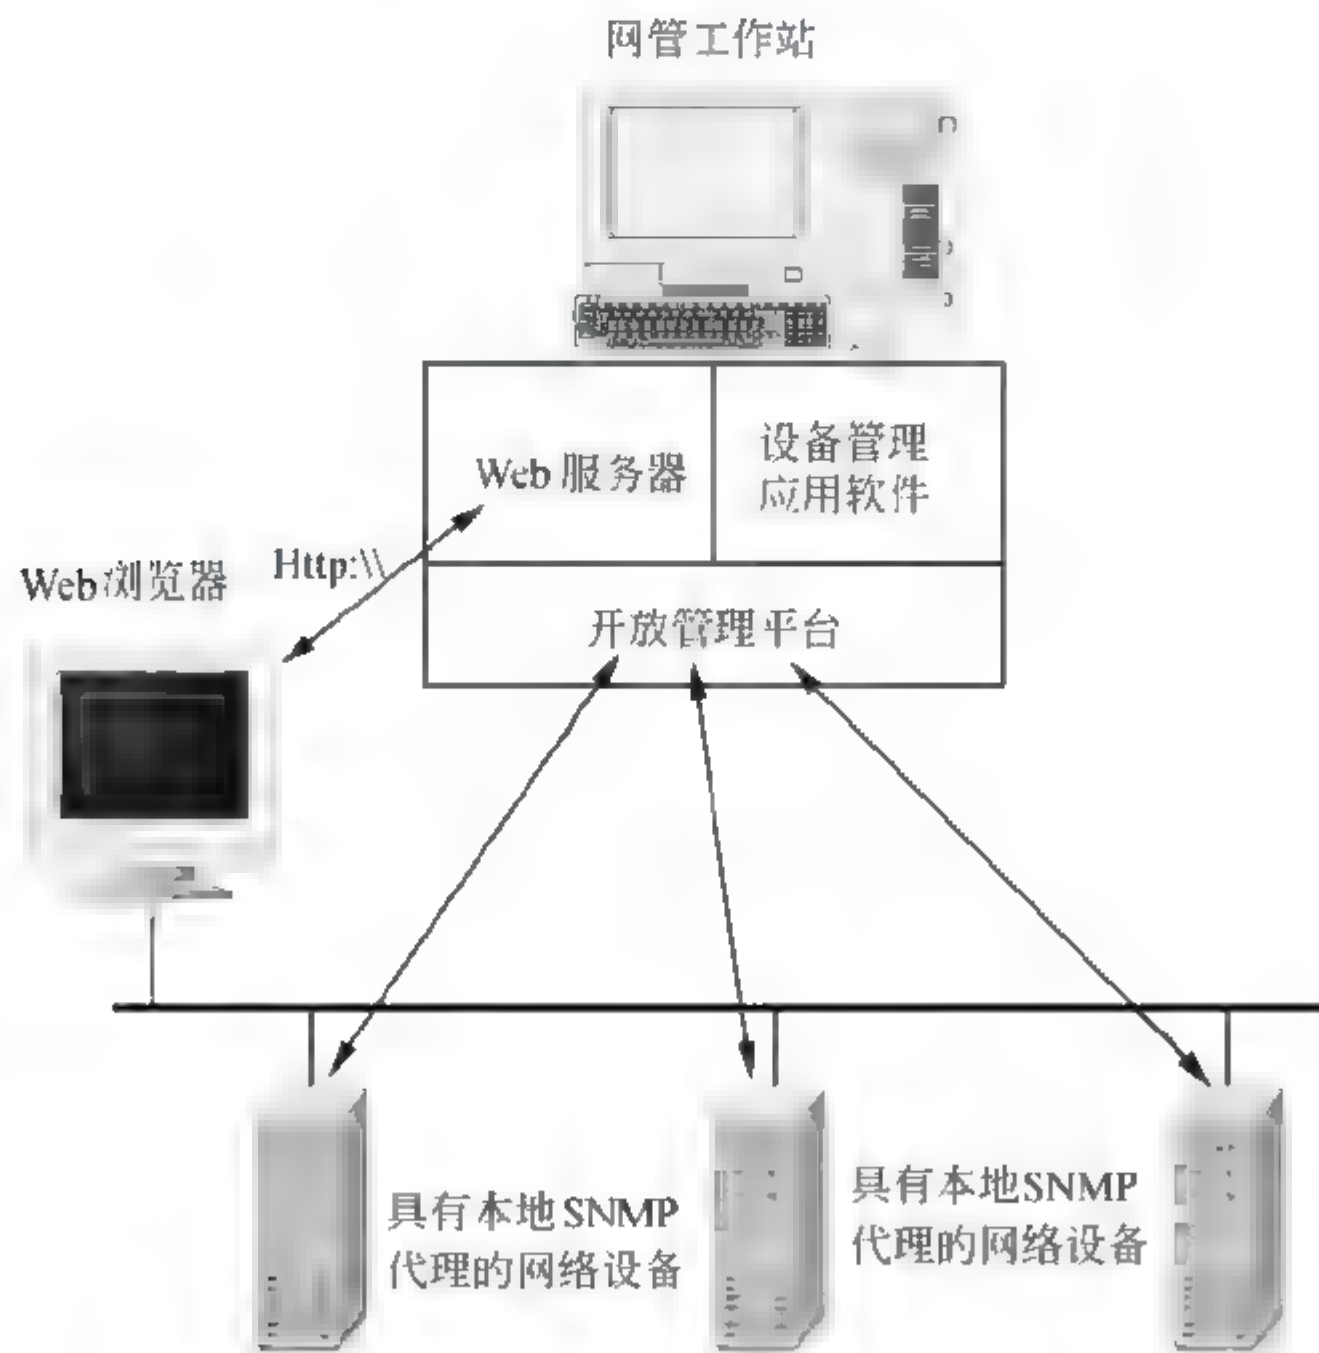 网管工作站
Web 服务器
设备管理
应用软件
Web浏览器
Http:\\
开放管理平台
具有本地SNMP
代理的网络设备
具有本地SNMP
代理的网络设备